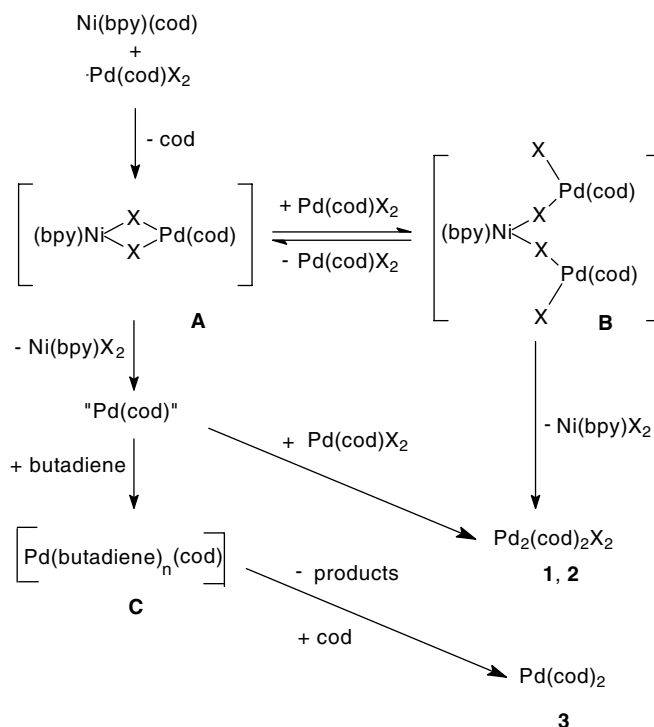 Ni(bpy)(cod)
+
·Pd(cod)X₂
- cod
(bpy)Ni X X Pd(cod)
A
+ Pd(cod)X₂
- Pd(cod)X₂
X
Pd(cod)
X
(bpy)Ni
X
Pd(cod)
X
B
- Ni(bpy)X₂
"Pd(cod)"
+ Pd(cod)X₂
- Ni(bpy)X₂
+ butadiene
Pd(butadiene)ₙ(cod)
C
- products
+ cod
Pd₂(cod)₂X₂
1, 2
Pd(cod)₂
3